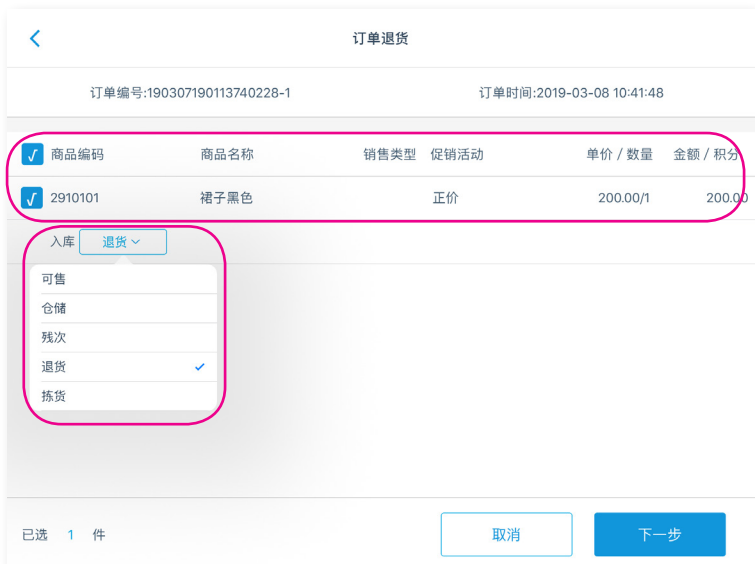 订单退货
订单编号:190307190113740228-1 订单时间:2019-03-08 10:41:48
商品编码 商品名称 销售类型 促销活动 单价 / 数量 金额 / 积分
2910101 裙子黑色 正价 200.00/1 200.00
入库 退货
可售
仓储
残次
退货
拣货
已选 1 件 取消 下一步